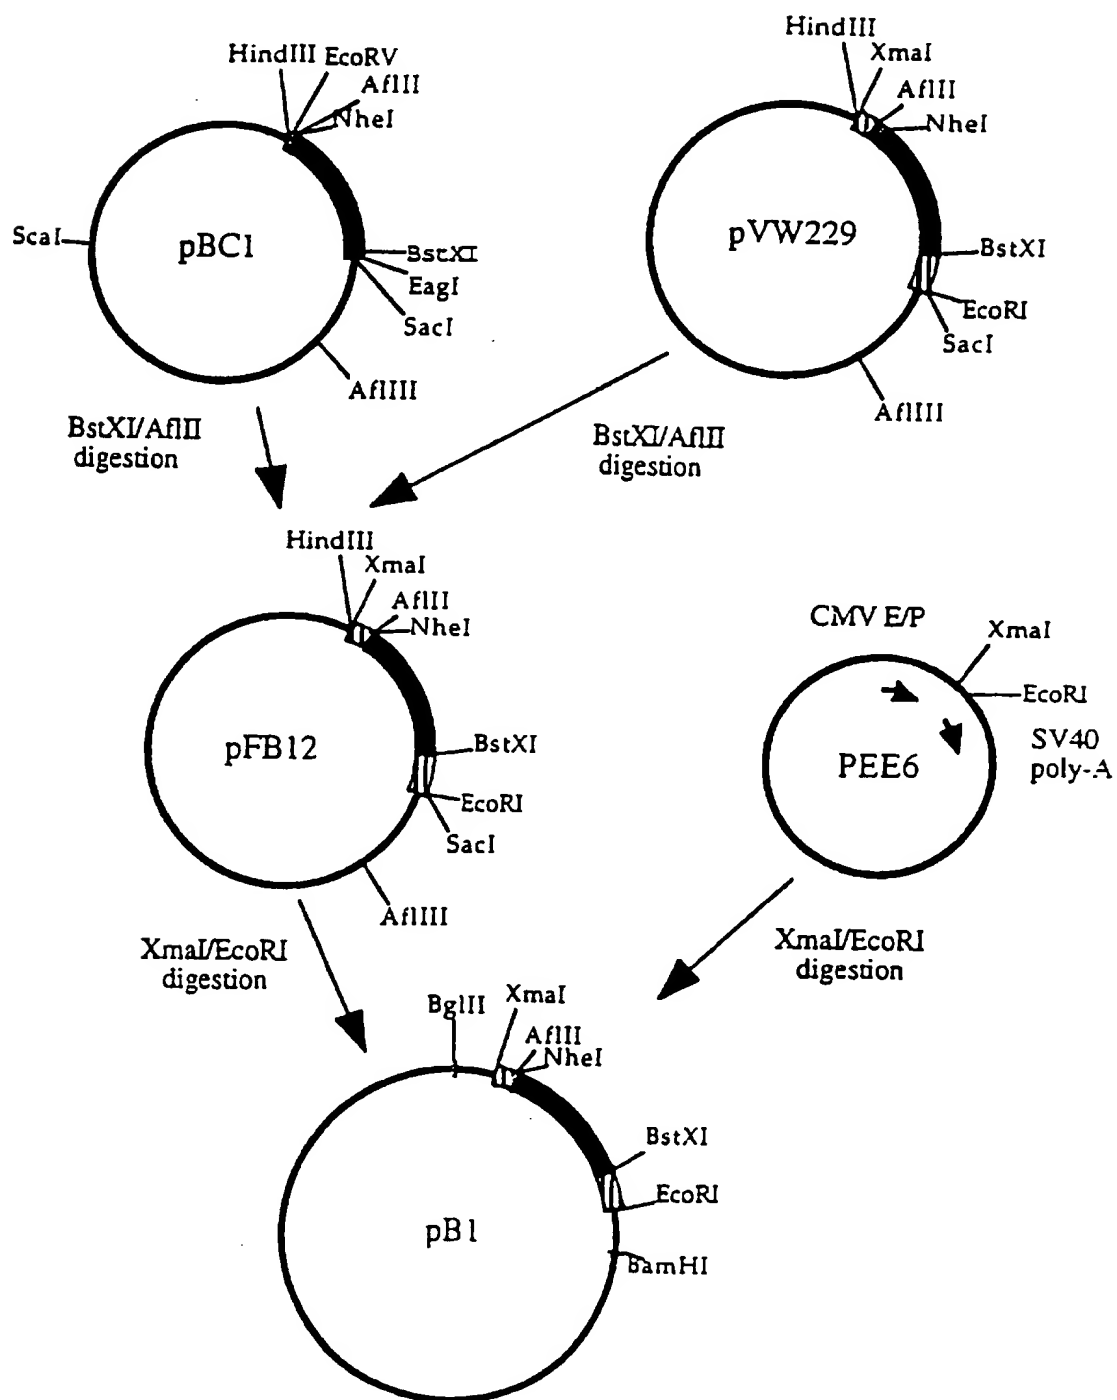 HindIII EcoRV
AflII
NheI
ScaI
pBC1
BstXI
EagI
SacI
AflIII
HindIII
XmaI
AflII
NheI
pVW229
BstXI
EcoRI
SacI
AflIII
BstXI/AflII
digestion
BstXI/AflII
digestion
HindIII
XmaI
AflII
NheI
pFB12
BstXI
EcoRI
SacI
AflIII
CMV E/P
XmaI
EcoRI
SV40
poly-A
PEE6
XmaI/EcoRI
digestion
XmaI/EcoRI
digestion
BglII
XmaI
AflII
NheI
BstXI
EcoRI
BamHI
pB1